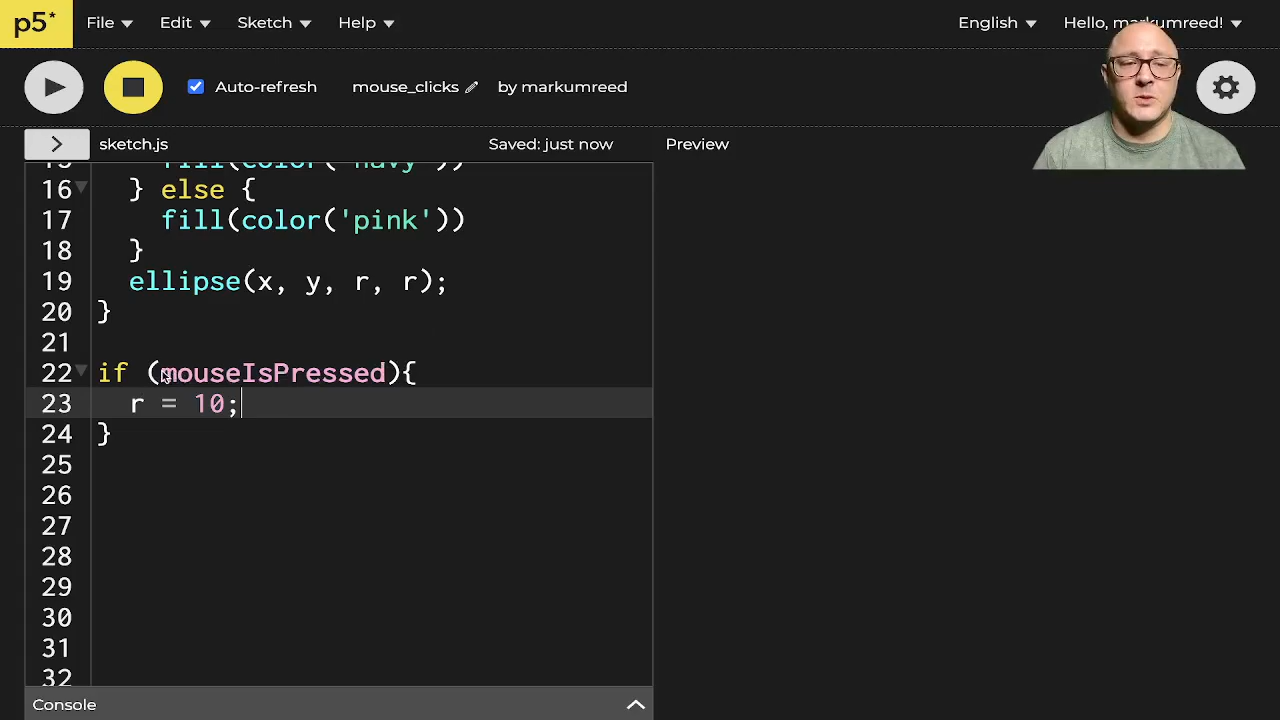 p5* File Edit Sketch Help English Hello, markumreed!
Auto-refresh mouse_clicks by markumreed
> sketch.js Saved: just now Preview
15 fill(color('navy'))
16 } else {
17 fill(color('pink'))
18 }
19 ellipse(x, y, r, r);
20 }
21
22 if (mouseIsPressed){
23 r = 10;
24 }
25
26
27
28
29
30
31
32
Console